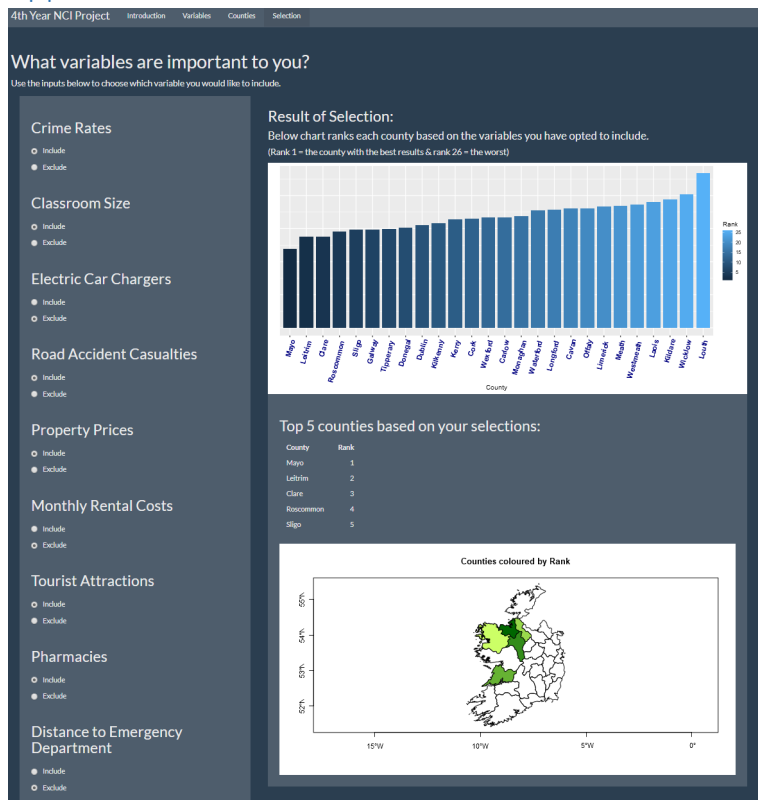 4th Year NCI Project Introduction Variables Counties Selection
What variables are important to you?
Use the inputs below to choose which variable you would like to include.
Crime Rates
Include
Exclude
Classroom Size
Include
Exclude
Electric Car Chargers
Include
Exclude
Road Accident Casualties
Include
Exclude
Property Prices
Include
Exclude
Monthly Rental Costs
Include
Exclude
Tourist Attractions
Include
Exclude
Pharmacies
Include
Exclude
Distance to Emergency
Department
Include
Exclude
Result of Selection:
Below chart ranks each county based on the variables you have opted to include.
(Rank 1 = the county with the best results & rank 26 = the worst)
Rank
25
20
15
10
5
Mayo
Leitrim
Clare
Roscommon
Sligo
Galway
Tipperary
Donegal
Dublin
Kilkenny
Kerry
Cork
Wexford
Carlow
Monaghan
Waterford
Longford
Cavan
Offaly
Limerick
Meath
Westmeath
Laois
Kildare
Wicklow
Louth
County
Top 5 counties based on your selections:
County Rank
Mayo 1
Leitrim 2
Clare 3
Roscommon 4
Sligo 5
Counties coloured by Rank
55°N
54°N
53°N
52°N
15°W 10°W 5°W 0°